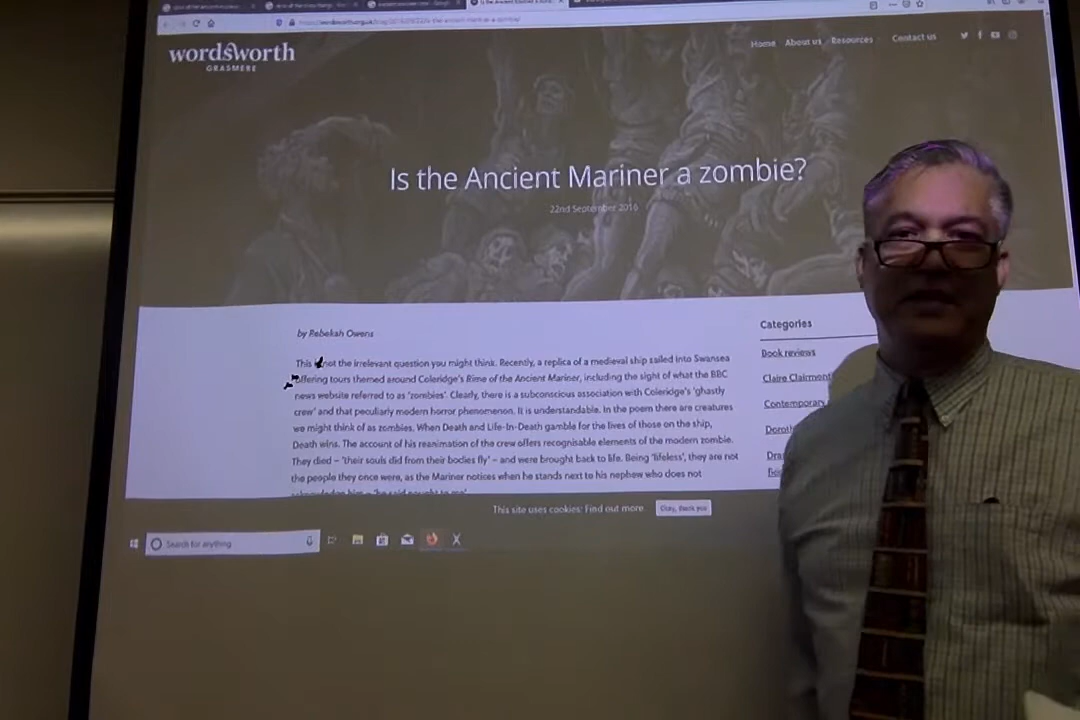 wordsworth
GRASMERE
Home About us Resources Contact us
Is the Ancient Mariner a zombie?
22nd September 2016
by Rebekah Owens
This not the irrelevant question you might think. Recently, a replica of a medieval ship sailed into Swansea
offering tours themed around Coleridge's Rime of the Ancient Mariner, including the sight of what the BBC
news website referred to as 'zombies'. Clearly, there is a subconscious association with Coleridge's 'ghastly
crew' and that peculiarly modern horror phenomenon. It is understandable. In the poem there are creatures
we might think of as zombies. When Death and Life-In-Death gamble for the lives of those on the ship,
Death wins. The account of his reanimation of the crew offers recognisable elements of the modern zombie.
They died – 'their souls did from their bodies fly' – and were brought back to life. Being 'lifeless', they are not
the people they once were, as the Mariner notices when he stands next to his nephew who does not
Categories
Book reviews
Claire Clairmont
Contemporary
This site uses cookies: Find out more.
Okay, thank you
Search for anything